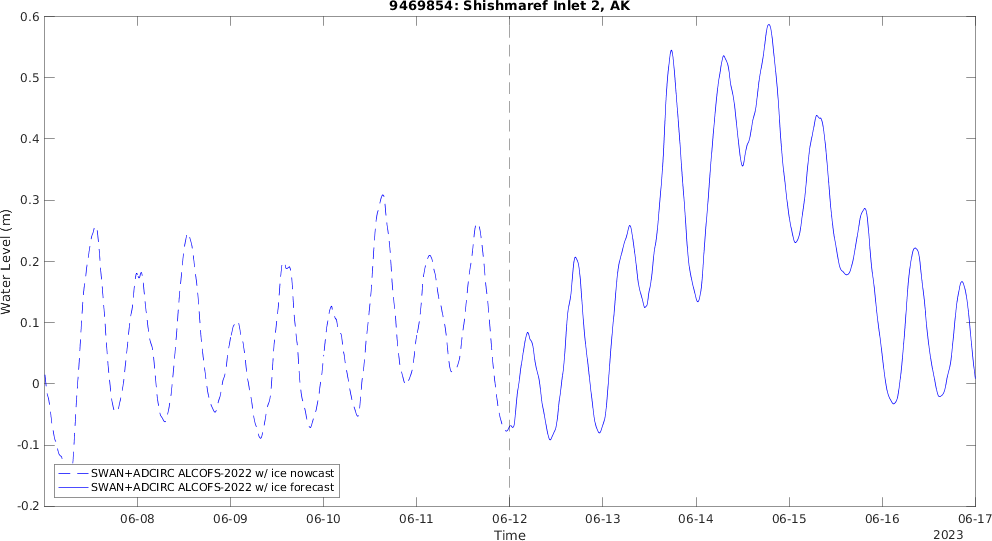 9469854: Shishmaref Inlet 2, AK
0.6
0.5
0.4
0.3
0.2
0.1
0
-0.1
-0.2
Water Level (m)
SWAN+ADCIRC ALCOFS-2022 w/ ice nowcast
SWAN+ADCIRC ALCOFS-2022 w/ ice forecast
06-08 06-09 06-10 06-11 06-12 06-13 06-14 06-15 06-16 06-17
Time
2023